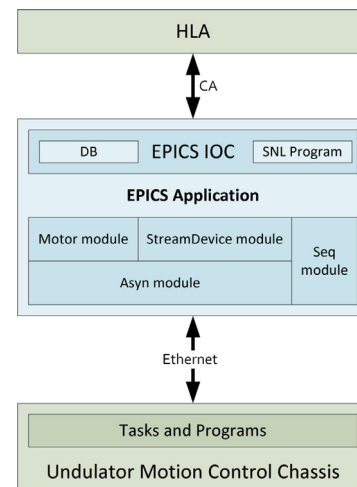 HLA
CA
DB EPICS IOC SNL Program
EPICS Application
Motor module StreamDevice module
Seq
module
Asyn module
Ethernet
Tasks and Programs
Undulator Motion Control Chassis